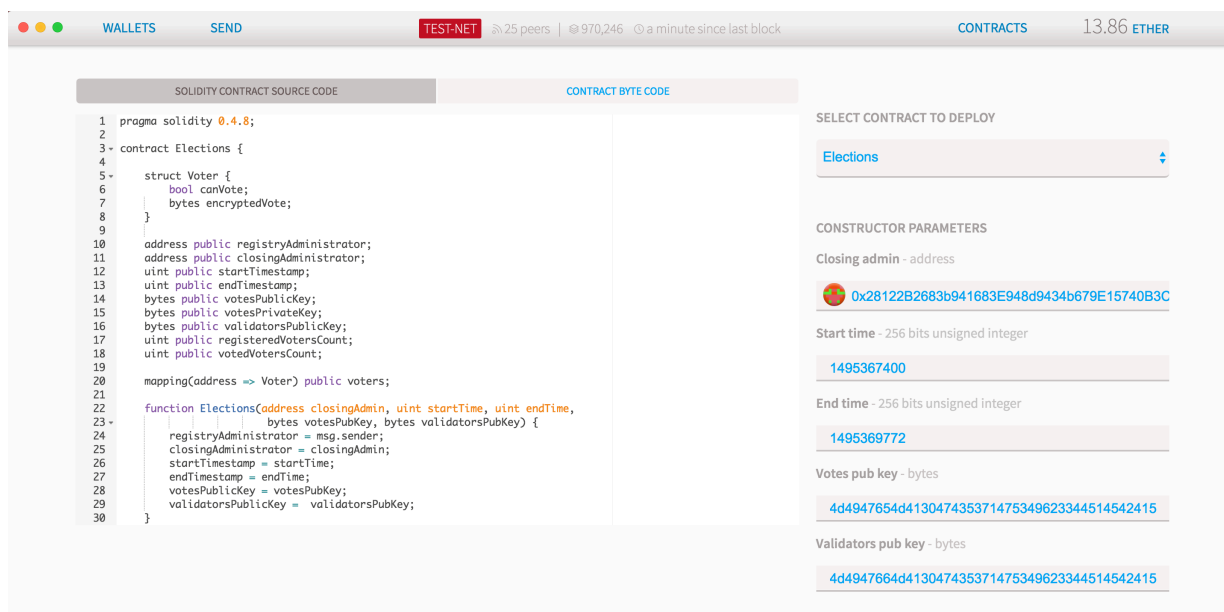 WALLETS SEND TEST-NET 25 peers | 970,246 a minute since last block CONTRACTS 13.86 ETHER
SOLIDITY CONTRACT SOURCE CODE CONTRACT BYTE CODE
1 pragma solidity 0.4.8;
2
3 contract Elections {
4
5 struct Voter {
6 bool canVote;
7 bytes encryptedVote;
8 }
9
10 address public registryAdministrator;
11 address public closingAdministrator;
12 uint public startTimestamp;
13 uint public endTimestamp;
14 bytes public votesPublicKey;
15 bytes public votesPrivateKey;
16 bytes public validatorsPublicKey;
17 uint public registeredVotersCount;
18 uint public votedVotersCount;
19
20 mapping(address => Voter) public voters;
21
22 function Elections(address closingAdmin, uint startTime, uint endTime,
23 bytes votesPubKey, bytes validatorsPubKey) {
24 registryAdministrator = msg.sender;
25 closingAdministrator = closingAdmin;
26 startTimestamp = startTime;
27 endTimestamp = endTime;
28 votesPublicKey = votesPubKey;
29 validatorsPublicKey = validatorsPubKey;
30 }
SELECT CONTRACT TO DEPLOY
Elections
CONSTRUCTOR PARAMETERS
Closing admin - address
0x28122B2683b941683E948d9434b679E15740B3C
Start time - 256 bits unsigned integer
1495367400
End time - 256 bits unsigned integer
1495369772
Votes pub key - bytes
4d4947654d413047435371475349623344514542415
Validators pub key - bytes
4d4947664d413047435371475349623344514542415